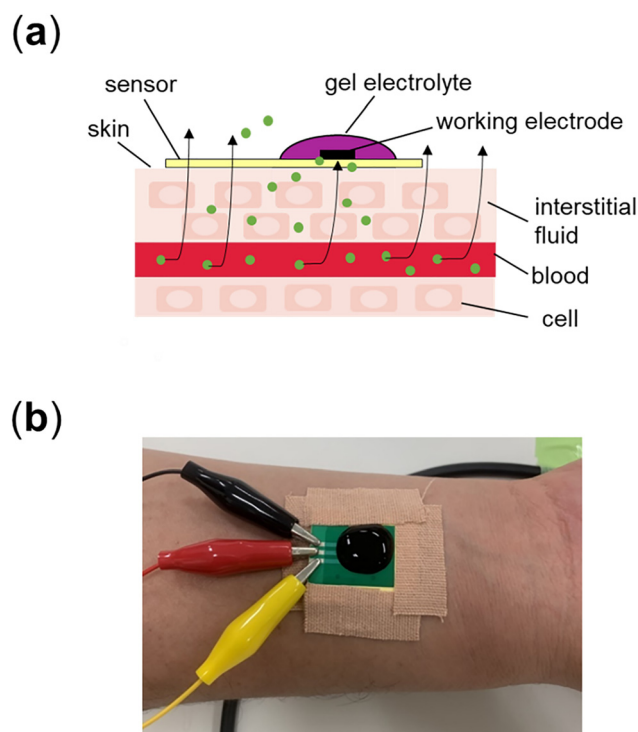 (a)
sensor
gel electrolyte
skin
working electrode
interstitial
fluid
blood
cell
(b)